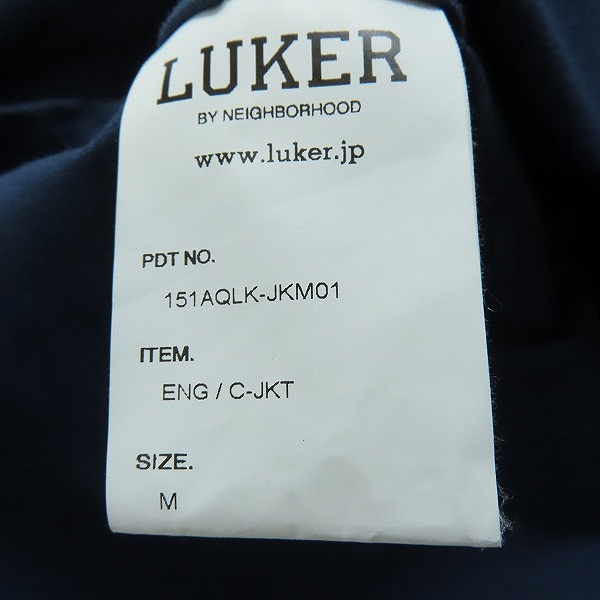 LUKER
BY NEIGHBORHOOD
www.luker.jp
PDT NO.
151AQLK-JKM01
ITEM.
ENG / C-JKT
SIZE.
M